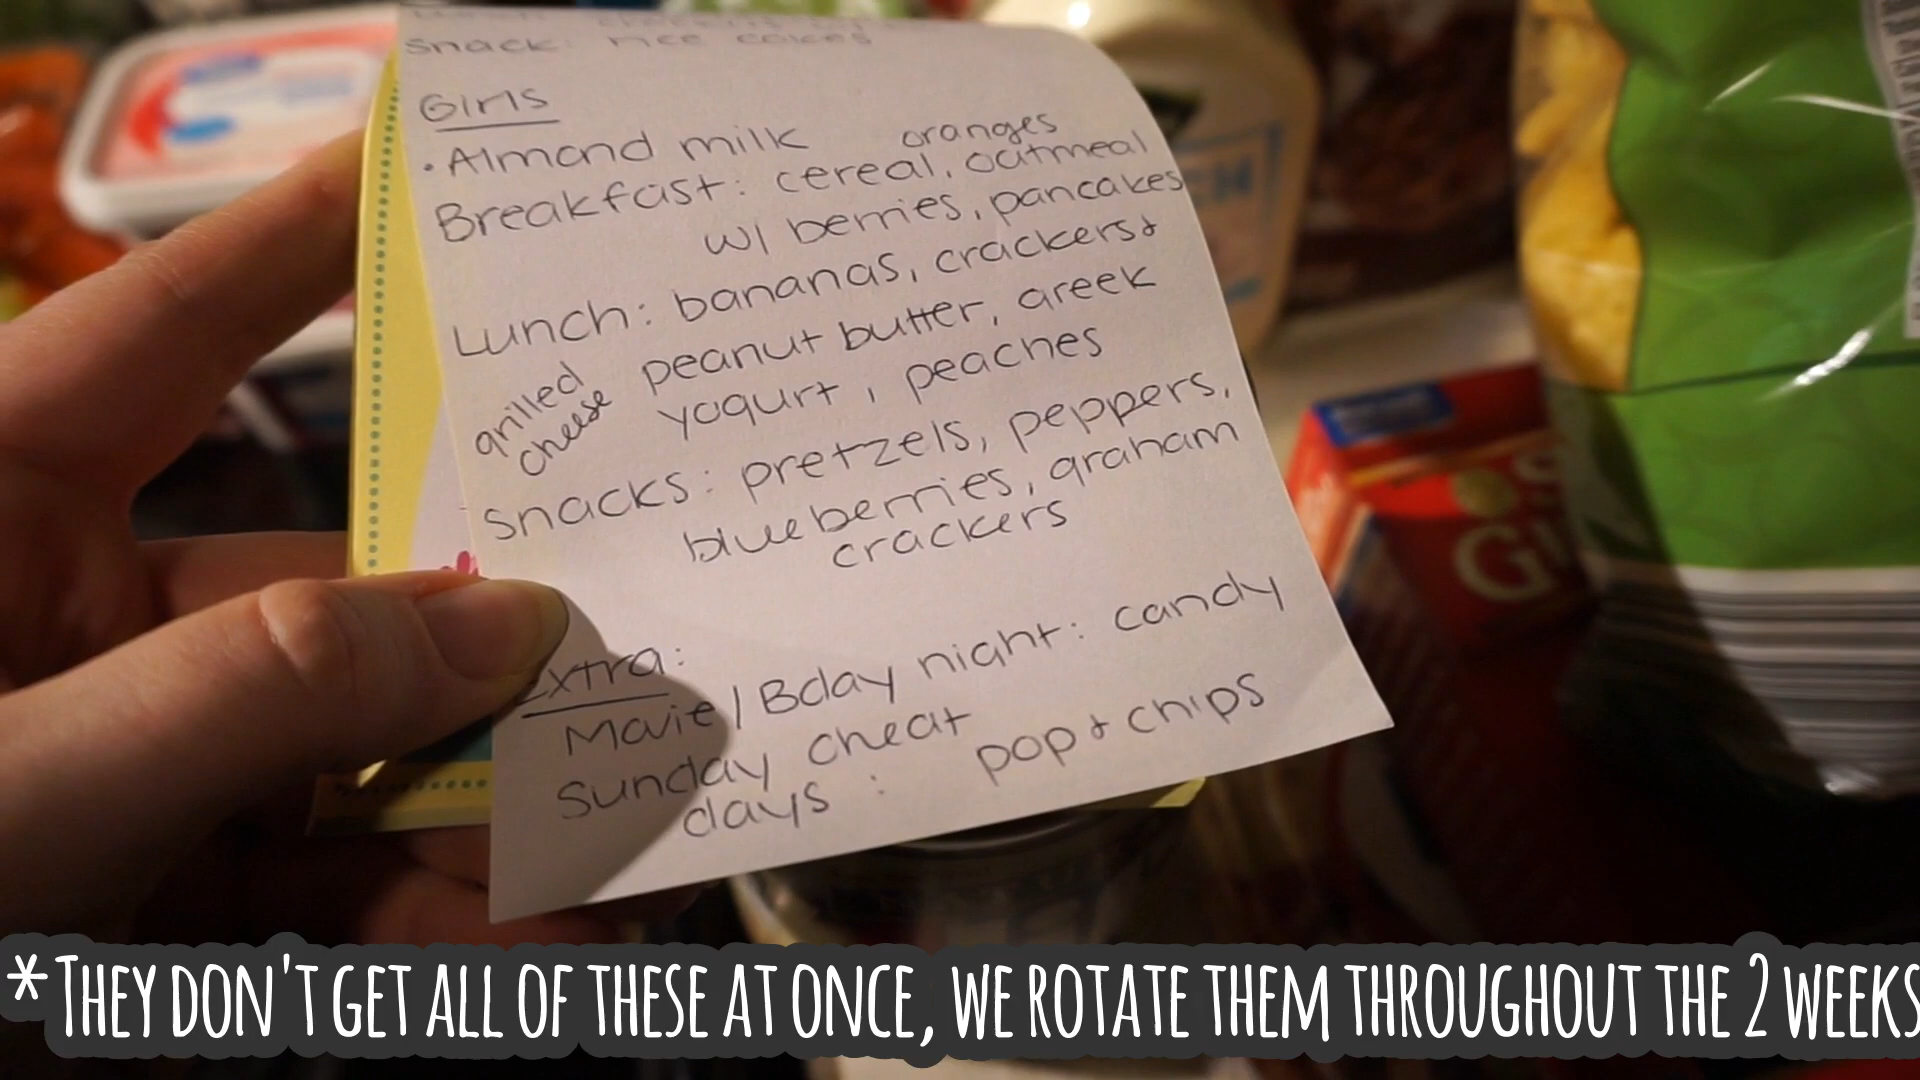 Snack: rice cakes
Girls
• Almond milk
oranges
Breakfast: cereal, oatmeal
w/ berries, pancakes
Lunch: bananas, crackers &
peanut butter, greek
yogurt, peaches
grilled
cheese
Snacks: pretzels, peppers,
blueberries, graham
crackers
Extra:
Movie / Bday night: candy
Sunday cheat
days : pop & chips
*They don't get all of these at once, we rotate them throughout the 2 weeks